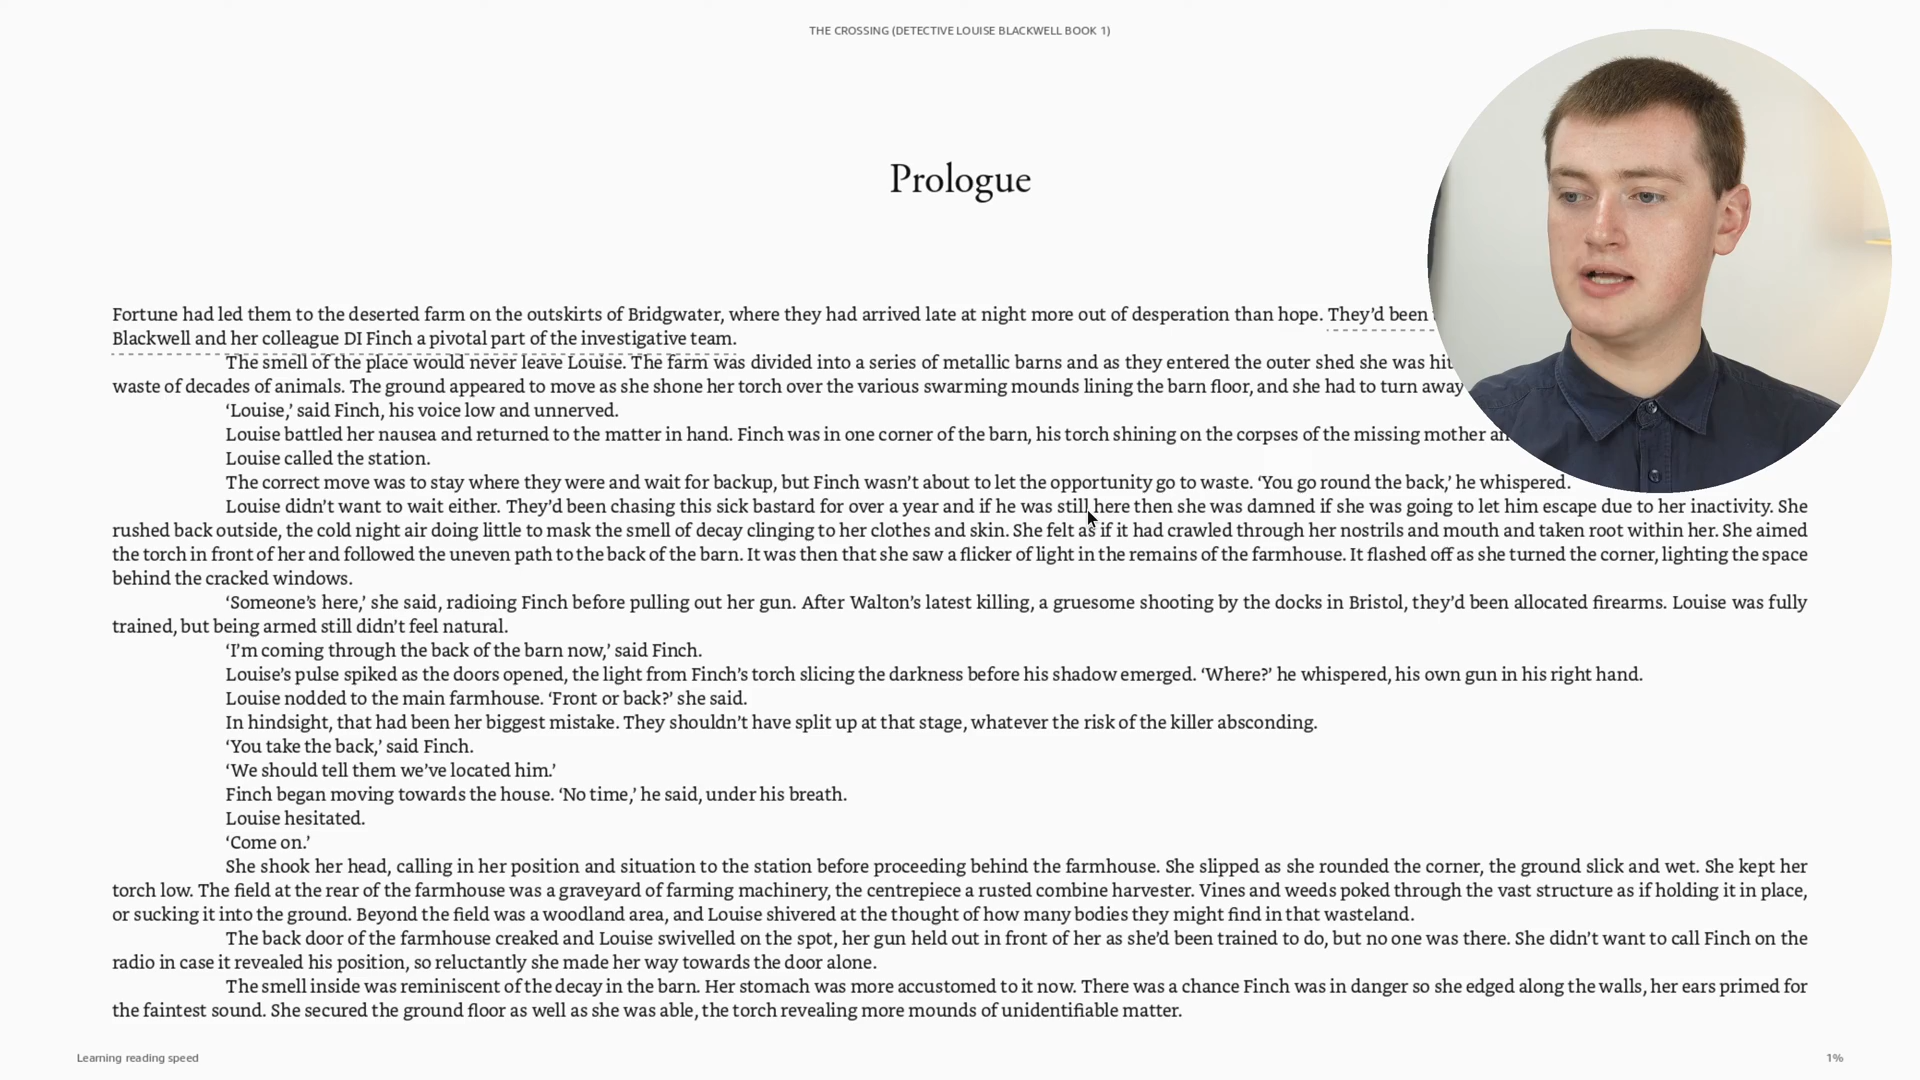 THE CROSSING (DETECTIVE LOUISE BLACKWELL BOOK 1)
Prologue
Fortune had led them to the deserted farm on the outskirts of Bridgwater, where they had arrived late at night more out of desperation than hope. They’d been
Blackwell and her colleague DI Finch a pivotal part of the investigative team.
The smell of the place would never leave Louise. The farm was divided into a series of metallic barns and as they entered the outer shed she was hit
waste of decades of animals. The ground appeared to move as she shone her torch over the various swarming mounds lining the barn floor, and she had to turn away
‘Louise,’ said Finch, his voice low and unnerved.
Louise battled her nausea and returned to the matter in hand. Finch was in one corner of the barn, his torch shining on the corpses of the missing mother
Louise called the station.
The correct move was to stay where they were and wait for backup, but Finch wasn’t about to let the opportunity go to waste. ‘You go round the back,’ he whispered.
Louise didn’t want to wait either. They’d been chasing this sick bastard for over a year and if he was still here then she was damned if she was going to let him escape due to her inactivity. She
rushed back outside, the cold night air doing little to mask the smell of decay clinging to her clothes and skin. She felt as if it had crawled through her nostrils and mouth and taken root within her. She aimed
the torch in front of her and followed the uneven path to the back of the barn. It was then that she saw a flicker of light in the remains of the farmhouse. It flashed off as she turned the corner, lighting the space
behind the cracked windows.
‘Someone’s here,’ she said, radioing Finch before pulling out her gun. After Walton’s latest killing, a gruesome shooting by the docks in Bristol, they’d been allocated firearms. Louise was fully
trained, but being armed still didn’t feel natural.
‘I’m coming through the back of the barn now,’ said Finch.
Louise’s pulse spiked as the doors opened, the light from Finch’s torch slicing the darkness before his shadow emerged. ‘Where?’ he whispered, his own gun in his right hand.
Louise nodded to the main farmhouse. ‘Front or back?’ she said.
In hindsight, that had been her biggest mistake. They shouldn’t have split up at that stage, whatever the risk of the killer absconding.
‘You take the back,’ said Finch.
‘We should tell them we’ve located him.’
Finch began moving towards the house. ‘No time,’ he said, under his breath.
Louise hesitated.
‘Come on.’
She shook her head, calling in her position and situation to the station before proceeding behind the farmhouse. She slipped as she rounded the corner, the ground slick and wet. She kept her
torch low. The field at the rear of the farmhouse was a graveyard of farming machinery, the centrepiece a rusted combine harvester. Vines and weeds poked through the vast structure as if holding it in place,
or sucking it into the ground. Beyond the field was a woodland area, and Louise shivered at the thought of how many bodies they might find in that wasteland.
The back door of the farmhouse creaked and Louise swivelled on the spot, her gun held out in front of her as she’d been trained to do, but no one was there. She didn’t want to call Finch on the
radio in case it revealed his position, so reluctantly she made her way towards the door alone.
The smell inside was reminiscent of the decay in the barn. Her stomach was more accustomed to it now. There was a chance Finch was in danger so she edged along the walls, her ears primed for
the faintest sound. She secured the ground floor as well as she was able, the torch revealing more mounds of unidentifiable matter.
Learning reading speed
1%